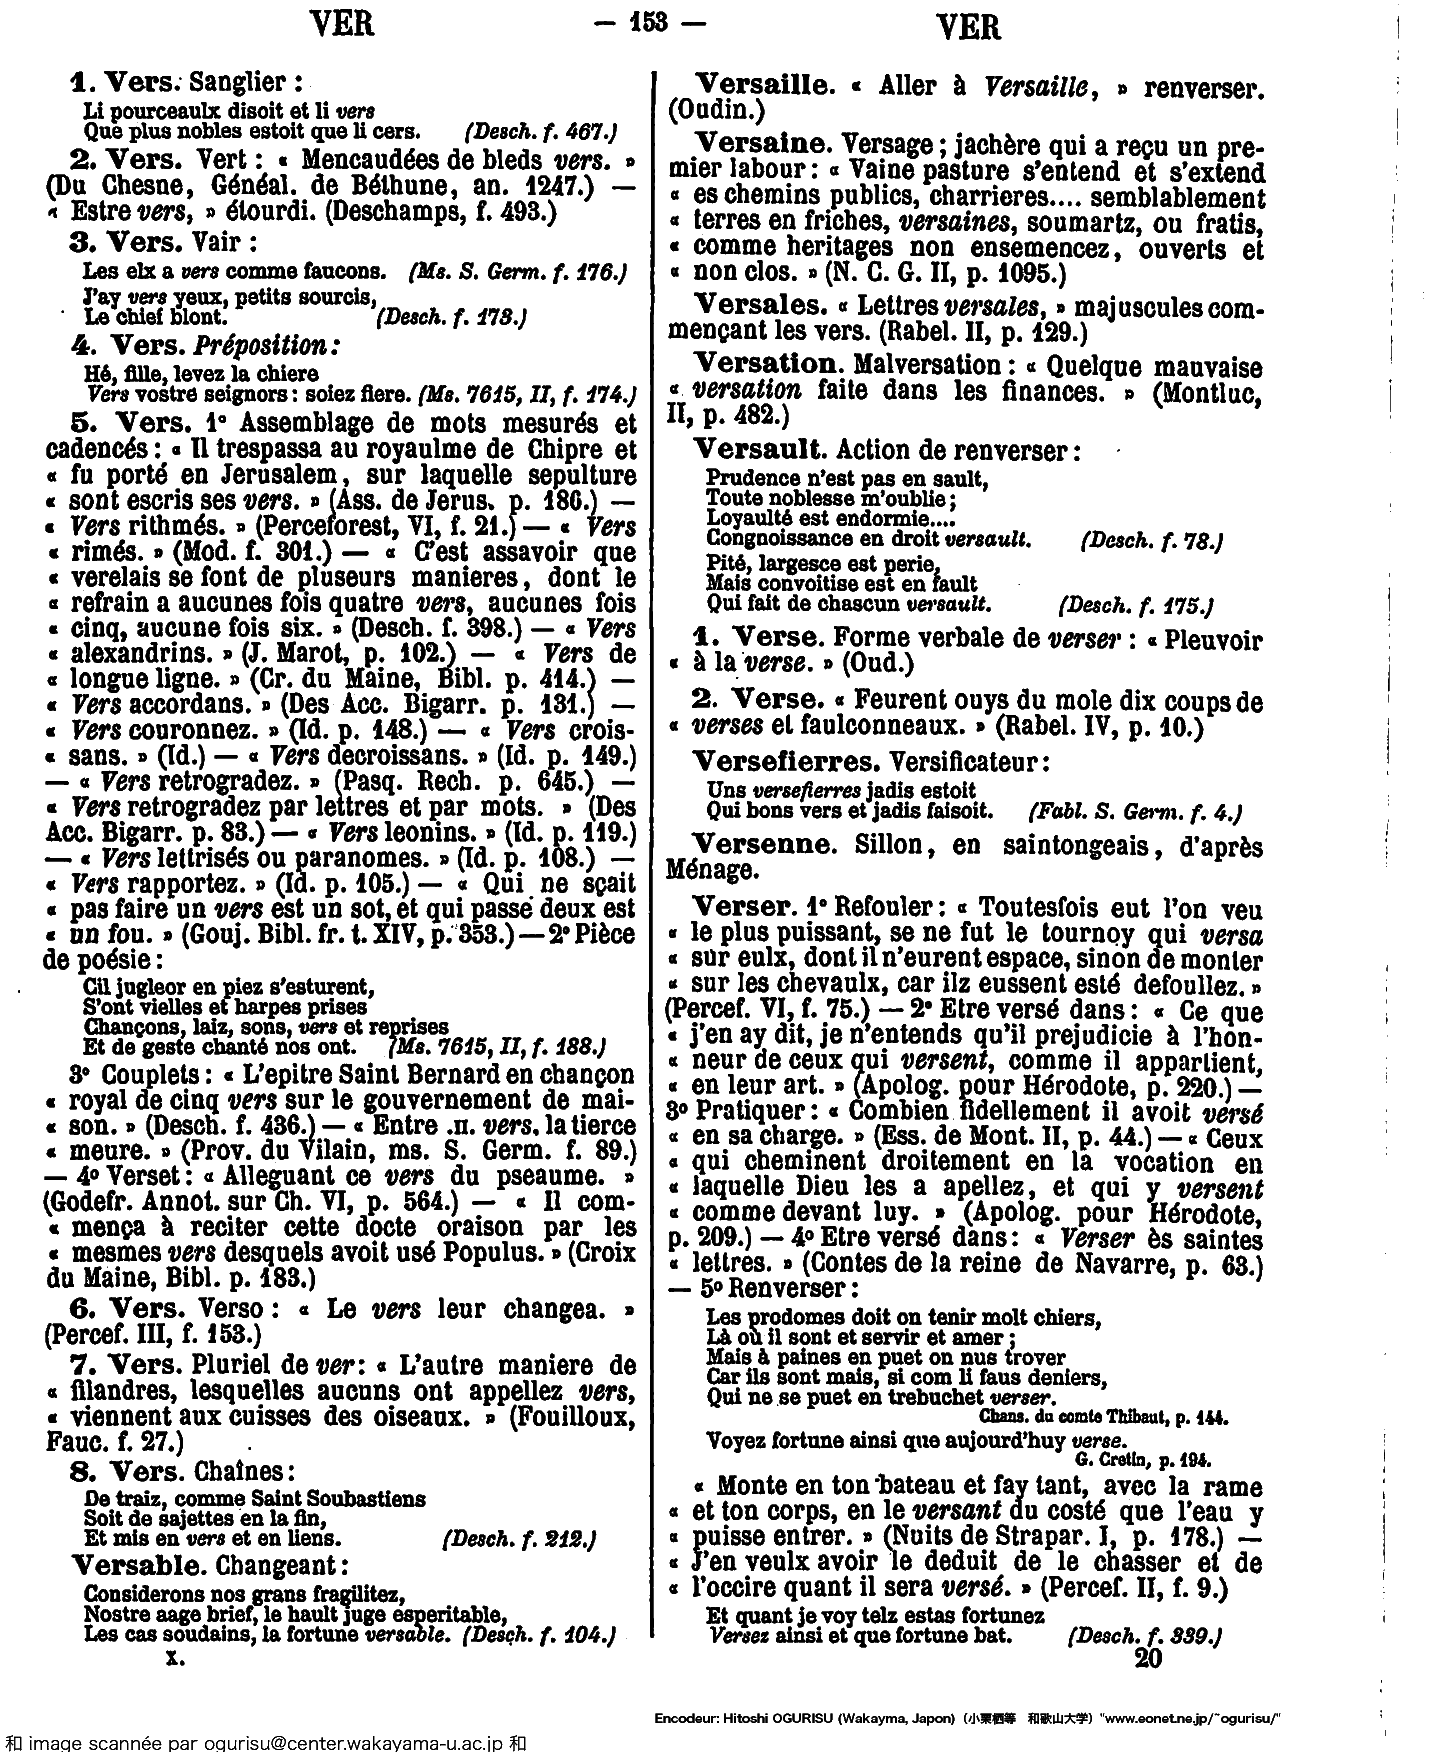 VER — 153 — VER
1. Vers. Sanglier :
Li pourceaulx disoit et li vers
Que plus nobles estoit que li cers. (Desch. f. 467.)
2. Vers. Vert : « Mencaudées de bleds vers. »
(Du Chesne, Généal. de Béthune, an. 1247.) —
« Estre vers, » étourdi. (Deschamps, f. 493.)
3. Vers. Vair :
Les elx a vers comme faucons. (Ms. S. Germ. f. 176.)
J'ay vers yeux, petits sourcis,
Le chief blont. (Desch. f. 173.)
4. Vers. Préposition :
Hé, fille, levez la chiere
Vers vostre seignors : soiez fiere. (Ms. 7615, II, f. 174.)
5. Vers. 1° Assemblage de mots mesurés et
cadencés : « Il trespassa au royaulme de Chipre et
« fu porté en Jerusalem, sur laquelle sepulture
« sont escris ses vers. » (Ass. de Jerus. p. 186.) —
« Vers rithmés. » (Perceforest, VI, f. 21.) — « Vers
« rimés. » (Mod. f. 301.) — « C'est assavoir que
« verelais se font de pluseurs manieres, dont le
« refrain a aucunes fois quatre vers, aucunes fois
« cinq, aucune fois six. » (Desch. f. 398.) — « Vers
« alexandrins. » (J. Marot, p. 102.) — « Vers de
« longue ligne. » (Cr. du Maine, Bibl. p. 414.) —
« Vers accordans. » (Des Acc. Bigarr. p. 131.) —
« Vers couronnez. » (Id. p. 148.) — « Vers crois-
« sans. » (Id.) — « Vers decroissans. » (Id. p. 149.)
— « Vers retrogradez. » (Pasq. Rech. p. 645.) —
« Vers retrogradez par lettres et par mots. » (Des
Acc. Bigarr. p. 83.) — « Vers leonins. » (Id. p. 119.)
— « Vers lettrisés ou paranomes. » (Id. p. 108.) —
« Vers rapportez. » (Id. p. 105.) — « Qui ne sçait
« pas faire un vers est un sot, et qui passe deux est
« un fou. » (Gouj. Bibl. fr. t. XIV, p. 353.) — 2° Pièce
de poésie :
Cil jugleor en piez s'esturent,
S'ont vielles et harpes prises
Chançons, laiz, sons, vers et reprises
Et de geste chanté nos ont. (Ms. 7615, II, f. 188.)
3° Couplets : « L'epitre Saint Bernard en chançon
« royal de cinq vers sur le gouvernement de mai-
« son. » (Desch. f. 436.) — « Entre .II. vers, la tierce
« meure. » (Prov. du Vilain, ms. S. Germ. f. 89.)
— 4° Verset : « Alleguant ce vers du pseaume. »
(Godefr. Annot. sur Ch. VI, p. 564.) — « Il com-
« mença à reciter cette docte oraison par les
« mesmes vers desquels avoit usé Populus. » (Croix
du Maine, Bibl. p. 183.)
6. Vers. Verso : « Le vers leur changea. »
(Percef. III, f. 153.)
7. Vers. Pluriel de ver : « L'autre maniere de
« filandres, lesquelles aucuns ont appellez vers,
« viennent aux cuisses des oiseaux. » (Fouilloux,
Fauc. f. 27.)
8. Vers. Chaînes :
De traiz, comme Saint Soubastiens
Soit de sajettes en la fin,
Et mis en vers et en liens. (Desch. f. 212.)
Versable. Changeant :
Considerons nos grans fragilitez,
Nostre aage brief, le hault juge esperitable,
Les cas soudains, la fortune versable. (Desch. f. 104.)
X.
Versaille. « Aller à Versaille, » renverser.
(Oudin.)
Versaine. Versage ; jachère qui a reçu un pre-
mier labour : « Vaine pasture s'entend et s'extend
« es chemins publics, charrieres.... semblablement
« terres en friches, versaines, soumartz, ou fratis,
« comme heritages non ensemencez, ouverts et
« non clos. » (N. C. G. II, p. 1095.)
Versales. « Lettres versales, » majuscules com-
mençant les vers. (Rabel. II, p. 129.)
Versation. Malversation : « Quelque mauvaise
« versation faite dans les finances. » (Montluc,
II, p. 482.)
Versault. Action de renverser :
Prudence n'est pas en sault,
Toute noblesse m'oublie ;
Loyaulté est endormie....
Congnoissance en droit versault. (Desch. f. 78.)
Pité, largesce est perie,
Mais convoitise est en fault
Qui fait de chascun versault. (Desch. f. 175.)
1. Verse. Forme verbale de verser : « Pleuvoir
« à la verse. » (Oud.)
2. Verse. « Feurent ouys du mole dix coups de
« verses et faulconneaux. » (Rabel. IV, p. 10.)
Versefierres. Versificateur :
Uns versefierres jadis estoit
Qui bons vers et jadis faisoit. (Fabl. S. Germ. f. 4.)
Versenne. Sillon, en saintongeais, d'après
Ménage.
Verser. 1° Refouler : « Toutesfois eut l'on veu
« le plus puissant, se ne fut le tournoy qui versa
« sur eulx, dont il n'eurent espace, sinon de monter
« sur les chevaulx, car ilz eussent esté defoullez. »
(Percef. VI, f. 75.) — 2° Etre versé dans : « Ce que
« j'en ay dit, je n'entends qu'il prejudicie à l'hon-
« neur de ceux qui versent, comme il appartient,
« en leur art. » (Apolog. pour Hérodote, p. 220.) —
3° Pratiquer : « Combien fidellement il avoit versé
« en sa charge. » (Ess. de Mont. II, p. 44.) — « Ceux
« qui cheminent droitement en la vocation en
« laquelle Dieu les a apellez, et qui y versent
« comme devant luy. » (Apolog. pour Hérodote,
p. 209.) — 4° Etre versé dans : « Verser ès saintes
« lettres. » (Contes de la reine de Navarre, p. 63.)
— 5° Renverser :
Les prodomes doit on tenir molt chiers,
Là où il sont et servir et amer ;
Mais à paines en puet on nus trover
Car ils sont mais, si com li faus deniers,
Qui ne se puet en trebuchet verser.
Chans. du comte Thibaut, p. 144.
Voyez fortune ainsi que aujourd'huy verse.
G. Cretin, p. 194.
« Monte en ton bateau et fay tant, avec la rame
« et ton corps, en le versant du costé que l'eau y
« puisse entrer. » (Nuits de Strapar. I, p. 178.) —
« J'en veulx avoir le deduit de le chasser et de
« l'occire quant il sera versé. » (Percef. II, f. 9.)
Et quant je voy telz estas fortunez
Versez ainsi et que fortune bat. (Desch. f. 339.)
20
Encodeur: Hitoshi OGURISU (Wakayma, Japon) (小栗栖等 和歌山大学) "www.eonet.ne.jp/~ogurisu/"
和 image scannée par ogurisu@center.wakayama-u.ac.jp 和